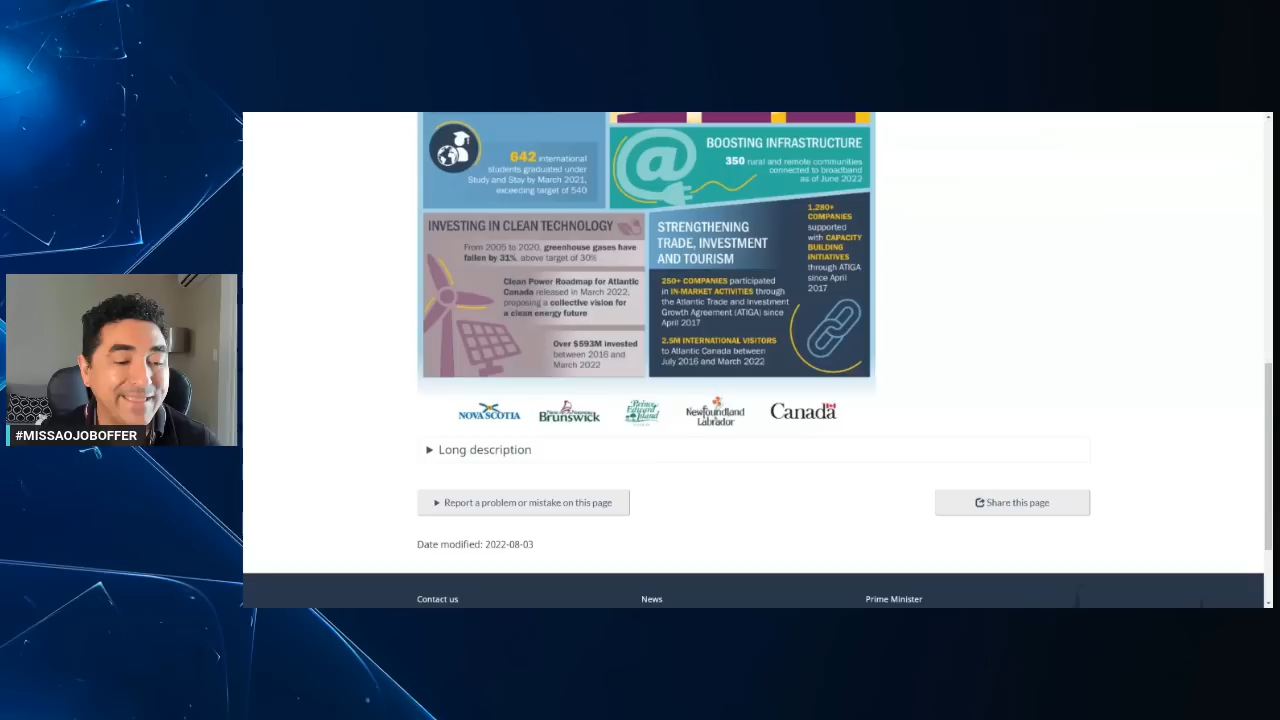 642 international
students graduated under
Study and Stay by March 2021,
exceeding target of 540
BOOSTING INFRASTRUCTURE
350 rural and remote communities
connected to broadband
as of June 2022
INVESTING IN CLEAN TECHNOLOGY
From 2005 to 2020, greenhouse gases have
fallen by 31%, above target of 30%
Clean Power Roadmap for Atlantic
Canada released in March 2022,
proposing a collective vision for
a clean energy future
Over $593M invested
between 2016 and
March 2022
STRENGTHENING
TRADE, INVESTMENT
AND TOURISM
250+ COMPANIES participated
in IN-MARKET ACTIVITIES through
the Atlantic Trade and Investment
Growth Agreement (ATIGA) since
April 2017
2.5M INTERNATIONAL VISITORS
to Atlantic Canada between
July 2016 and March 2022
1,280+
COMPANIES
supported
with CAPACITY
BUILDING
INITIATIVES
through ATIGA
since April
2017
NOVA SCOTIA
Brunswick
Prince
Edward
Island
Newfoundland
Labrador
Canada
Long description
Report a problem or mistake on this page
Share this page
Date modified: 2022-08-03
Contact us
News
Prime Minister
#MISSAOJOBOFFER